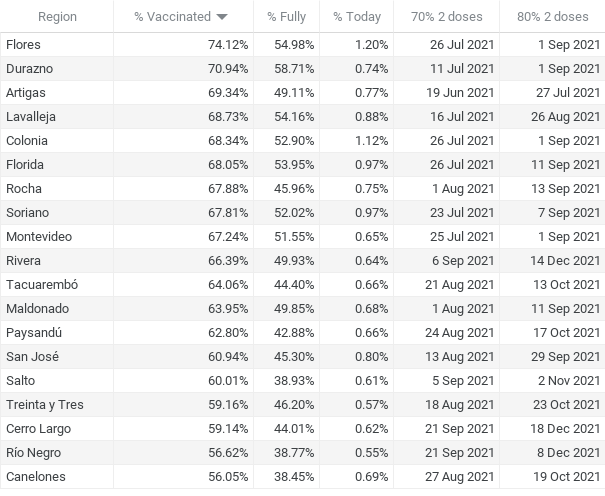 Region % Vaccinated % Fully % Today 70% 2 doses 80% 2 doses
Flores 74.12% 54.98% 1.20% 26 Jul 2021 1 Sep 2021
Durazno 70.94% 58.71% 0.74% 11 Jul 2021 1 Sep 2021
Artigas 69.34% 49.11% 0.77% 19 Jun 2021 27 Jul 2021
Lavalleja 68.73% 54.16% 0.88% 16 Jul 2021 26 Aug 2021
Colonia 68.34% 52.90% 1.12% 26 Jul 2021 1 Sep 2021
Florida 68.05% 53.95% 0.97% 26 Jul 2021 11 Sep 2021
Rocha 67.88% 45.96% 0.75% 1 Aug 2021 13 Sep 2021
Soriano 67.81% 52.02% 0.97% 23 Jul 2021 7 Sep 2021
Montevideo 67.24% 51.55% 0.65% 25 Jul 2021 1 Sep 2021
Rivera 66.39% 49.93% 0.64% 6 Sep 2021 14 Dec 2021
Tacuarembó 64.06% 44.40% 0.66% 21 Aug 2021 13 Oct 2021
Maldonado 63.95% 49.85% 0.68% 1 Aug 2021 11 Sep 2021
Paysandú 62.80% 42.88% 0.66% 24 Aug 2021 17 Oct 2021
San José 60.94% 45.30% 0.80% 13 Aug 2021 29 Sep 2021
Salto 60.01% 38.93% 0.61% 5 Sep 2021 2 Nov 2021
Treinta y Tres 59.16% 46.20% 0.57% 18 Aug 2021 23 Oct 2021
Cerro Largo 59.14% 44.01% 0.62% 21 Sep 2021 18 Dec 2021
Río Negro 56.62% 38.77% 0.55% 21 Sep 2021 8 Dec 2021
Canelones 56.05% 38.45% 0.69% 27 Aug 2021 19 Oct 2021